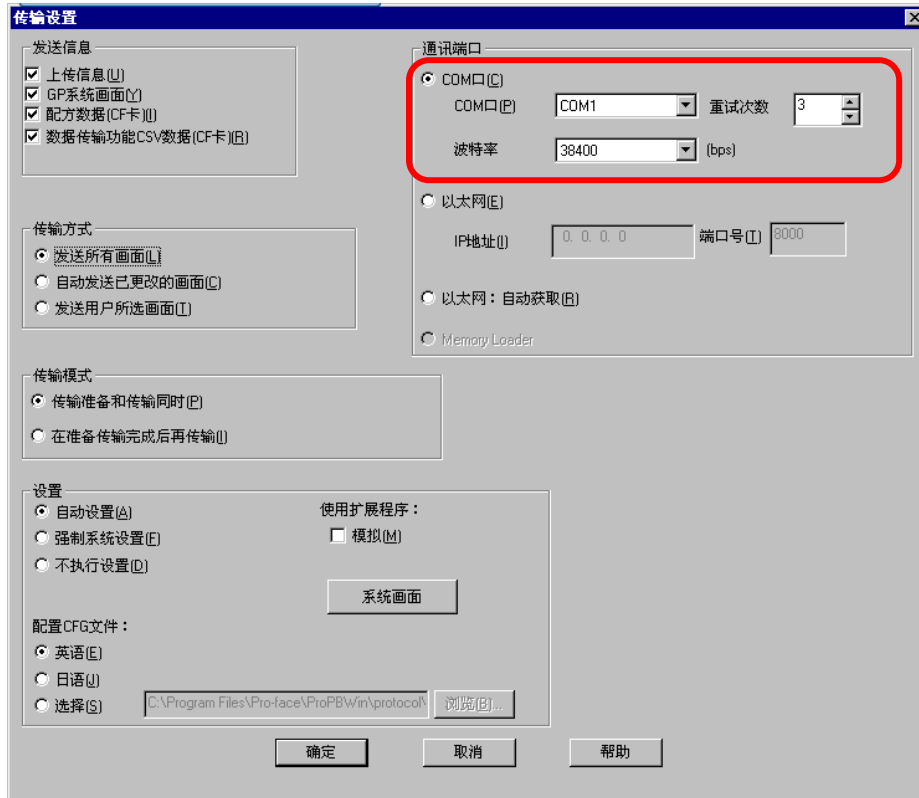 传输设置
发送信息
上传信息(U)
GP系统画面(Y)
配方数据(CF卡)(I)
数据传输功能CSV数据(CF卡)(R)
通讯端口
COM口(C)
COM口(P) COM1 重试次数 3
波特率 38400 (bps)
以太网(E)
IP地址(I) 0. 0. 0. 0 端口号(T) 8000
以太网：自动获取(R)
Memory Loader
传输方式
发送所有画面(L)
自动发送已更改的画面(C)
发送用户所选画面(T)
传输模式
传输准备和传输同时(P)
在准备传输完成后再传输(I)
设置
自动设置(A)
强制系统设置(F)
不执行设置(D)
使用扩展程序：
模拟(M)
系统画面
配置CFG文件：
英语(E)
日语(J)
选择(S) C:\Program Files\Pro-face\ProPBWin\protocol\ 浏览(B)...
确定 取消 帮助